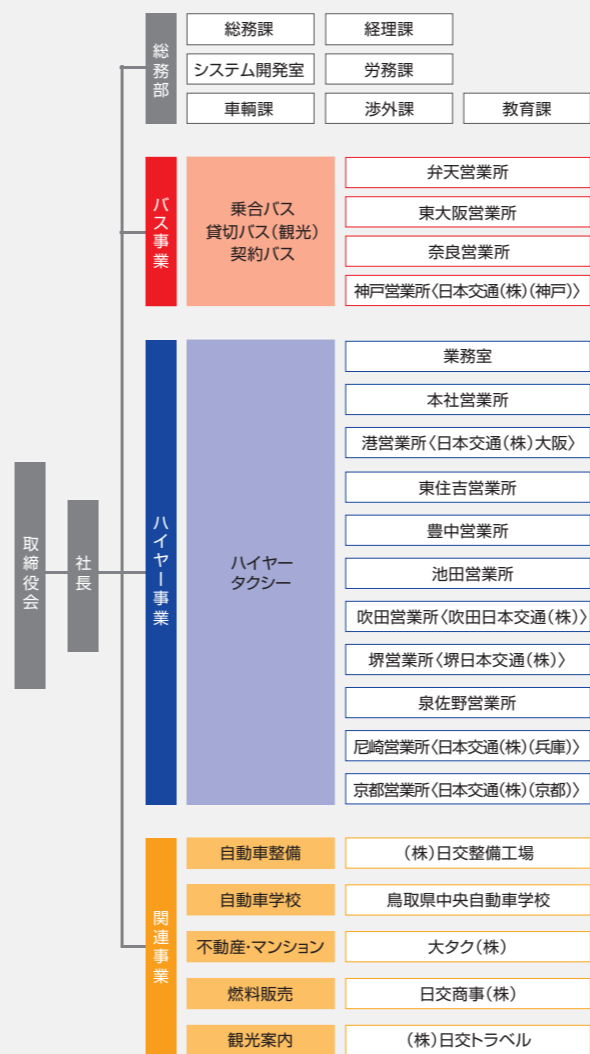 取締役会
社長
総務部
総務課
経理課
システム開発室
労務課
車輌課
渉外課
教育課
バス事業
乗合バス
貸切バス(観光)
契約バス
弁天営業所
東大阪営業所
奈良営業所
神戸営業所〈日本交通(株)(神戸)〉
ハイヤー事業
ハイヤー
タクシー
業務室
本社営業所
港営業所〈日本交通(株)大阪〉
東住吉営業所
豊中営業所
池田営業所
吹田営業所〈吹田日本交通(株)〉
堺営業所〈堺日本交通(株)〉
泉佐野営業所
尼崎営業所〈日本交通(株)(兵庫)〉
京都営業所〈日本交通(株)(京都)〉
関連事業
自動車整備
(株)日交整備工場
自動車学校
鳥取県中央自動車学校
不動産・マンション
大タク(株)
燃料販売
日交商事(株)
観光案内
(株)日交トラベル